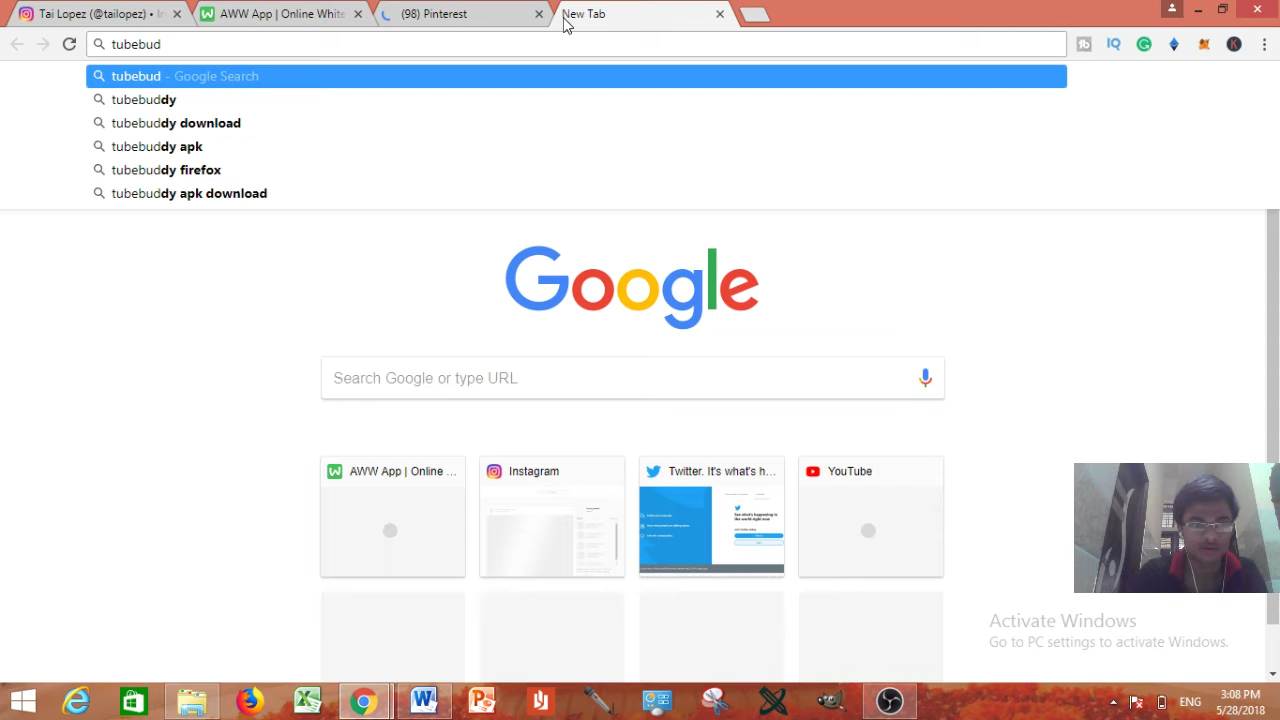 Tai Lopez (@tailopez) • In
AWW App | Online White
(98) Pinterest
New Tab
tubebud
tubebud - Google Search
tubebuddy
tubebuddy download
tubebuddy apk
tubebuddy firefox
tubebuddy apk download
Google
Search Google or type URL
AWW App | Online ...
Instagram
Twitter. It's what's h...
YouTube
Activate Windows
Go to PC settings to activate Windows.
ENG
3:08 PM
5/28/2018